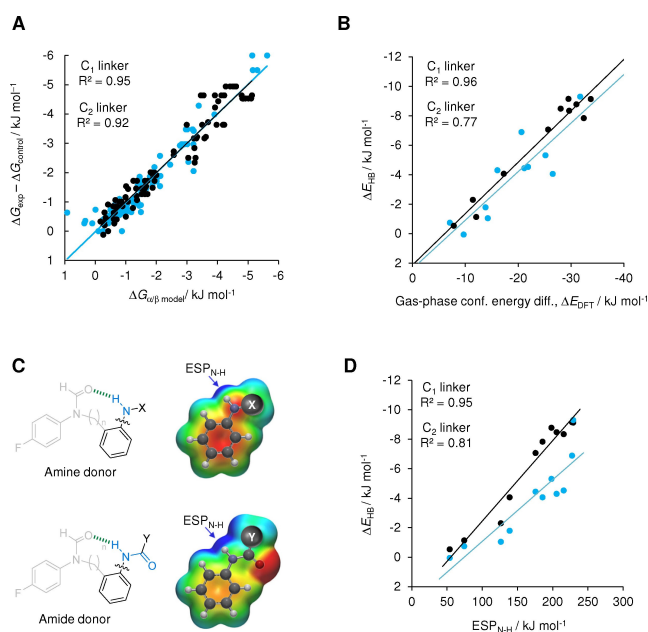 A
-6
-5
-4
-3
-2
-1
0
1
ΔGexp – ΔGcontrol / kJ mol-1
C1 linker
R² = 0.95
C2 linker
R² = 0.92
1 0 -1 -2 -3 -4 -5 -6
ΔGα/β model/ kJ mol-1
B
-12
-10
-8
-6
-4
-2
0
2
ΔEHB/ kJ mol-1
C1 linker
R² = 0.96
C2 linker
R² = 0.77
0 -10 -20 -30 -40
Gas-phase conf. energy diff., ΔEDFT / kJ mol-1
C
H O
H
N X
N ( )n
F
Amine donor
ESPN-H
X
H O
H Y
N
N ( )n O
F
Amide donor
ESPN-H
Y
D
-12
-10
-8
-6
-4
-2
0
2
ΔEHB/ kJ mol-1
C1 linker
R² = 0.95
C2 linker
R² = 0.81
0 50 100 150 200 250 300
ESPN-H / kJ mol-1